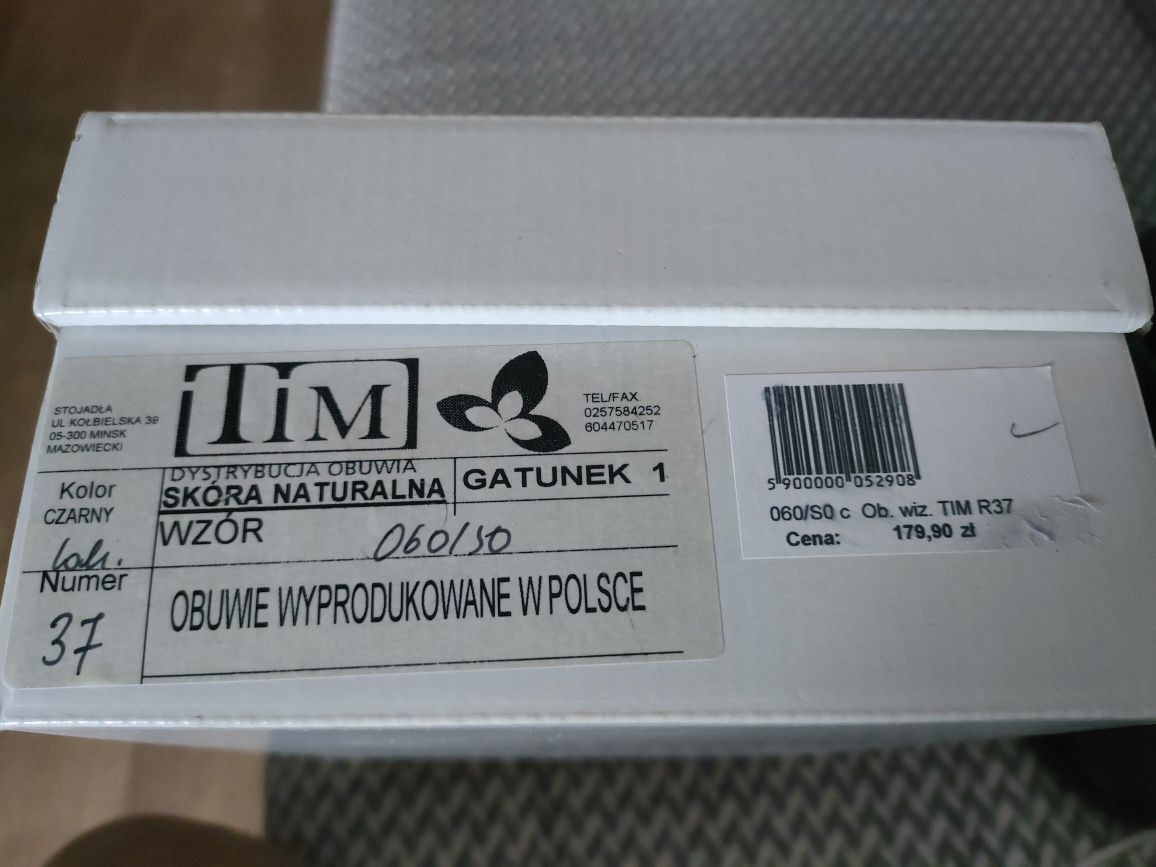 STOJADŁA
UL.KOŁBIELSKA 39
05-300 MINSK
MAZOWIECKI
TiM
TEL/FAX
0257584252
604470517
DYSTRYBUCJA OBUWIA
SKÓRA NATURALNA
GATUNEK 1
Kolor
CZARNY
lak.
WZÓR 060/S0
Numer
37
OBUWIE WYPRODUKOWANE W POLSCE
5 900000 052908
060/S0 c Ob. wiz. TIM R37
Cena: 179,90 zł